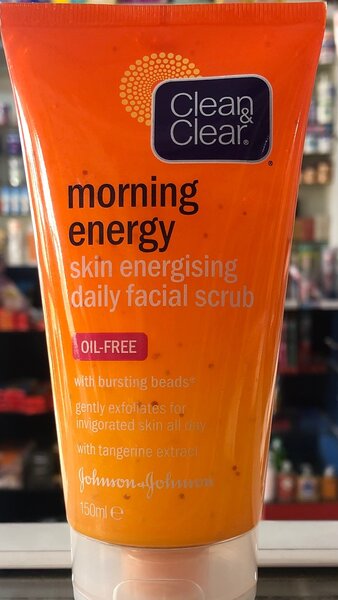 Clean &
Clear®
morning
energy
skin energising
daily facial scrub
OIL-FREE
with bursting beads®
gently exfoliates for
invigorated skin all day
with tangerine extract
Johnson & Johnson
150ml ℮